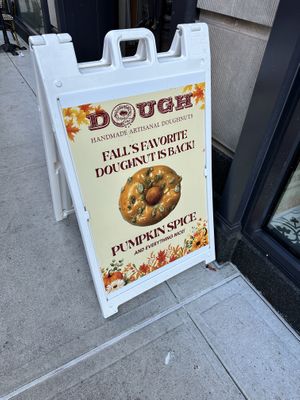 DOUGH
HANDMADE ARTISANAL DOUGHNUTS
FALL'S FAVORITE
DOUGHNUT IS BACK!
PUMPKIN SPICE
AND EVERYTHING NICE!